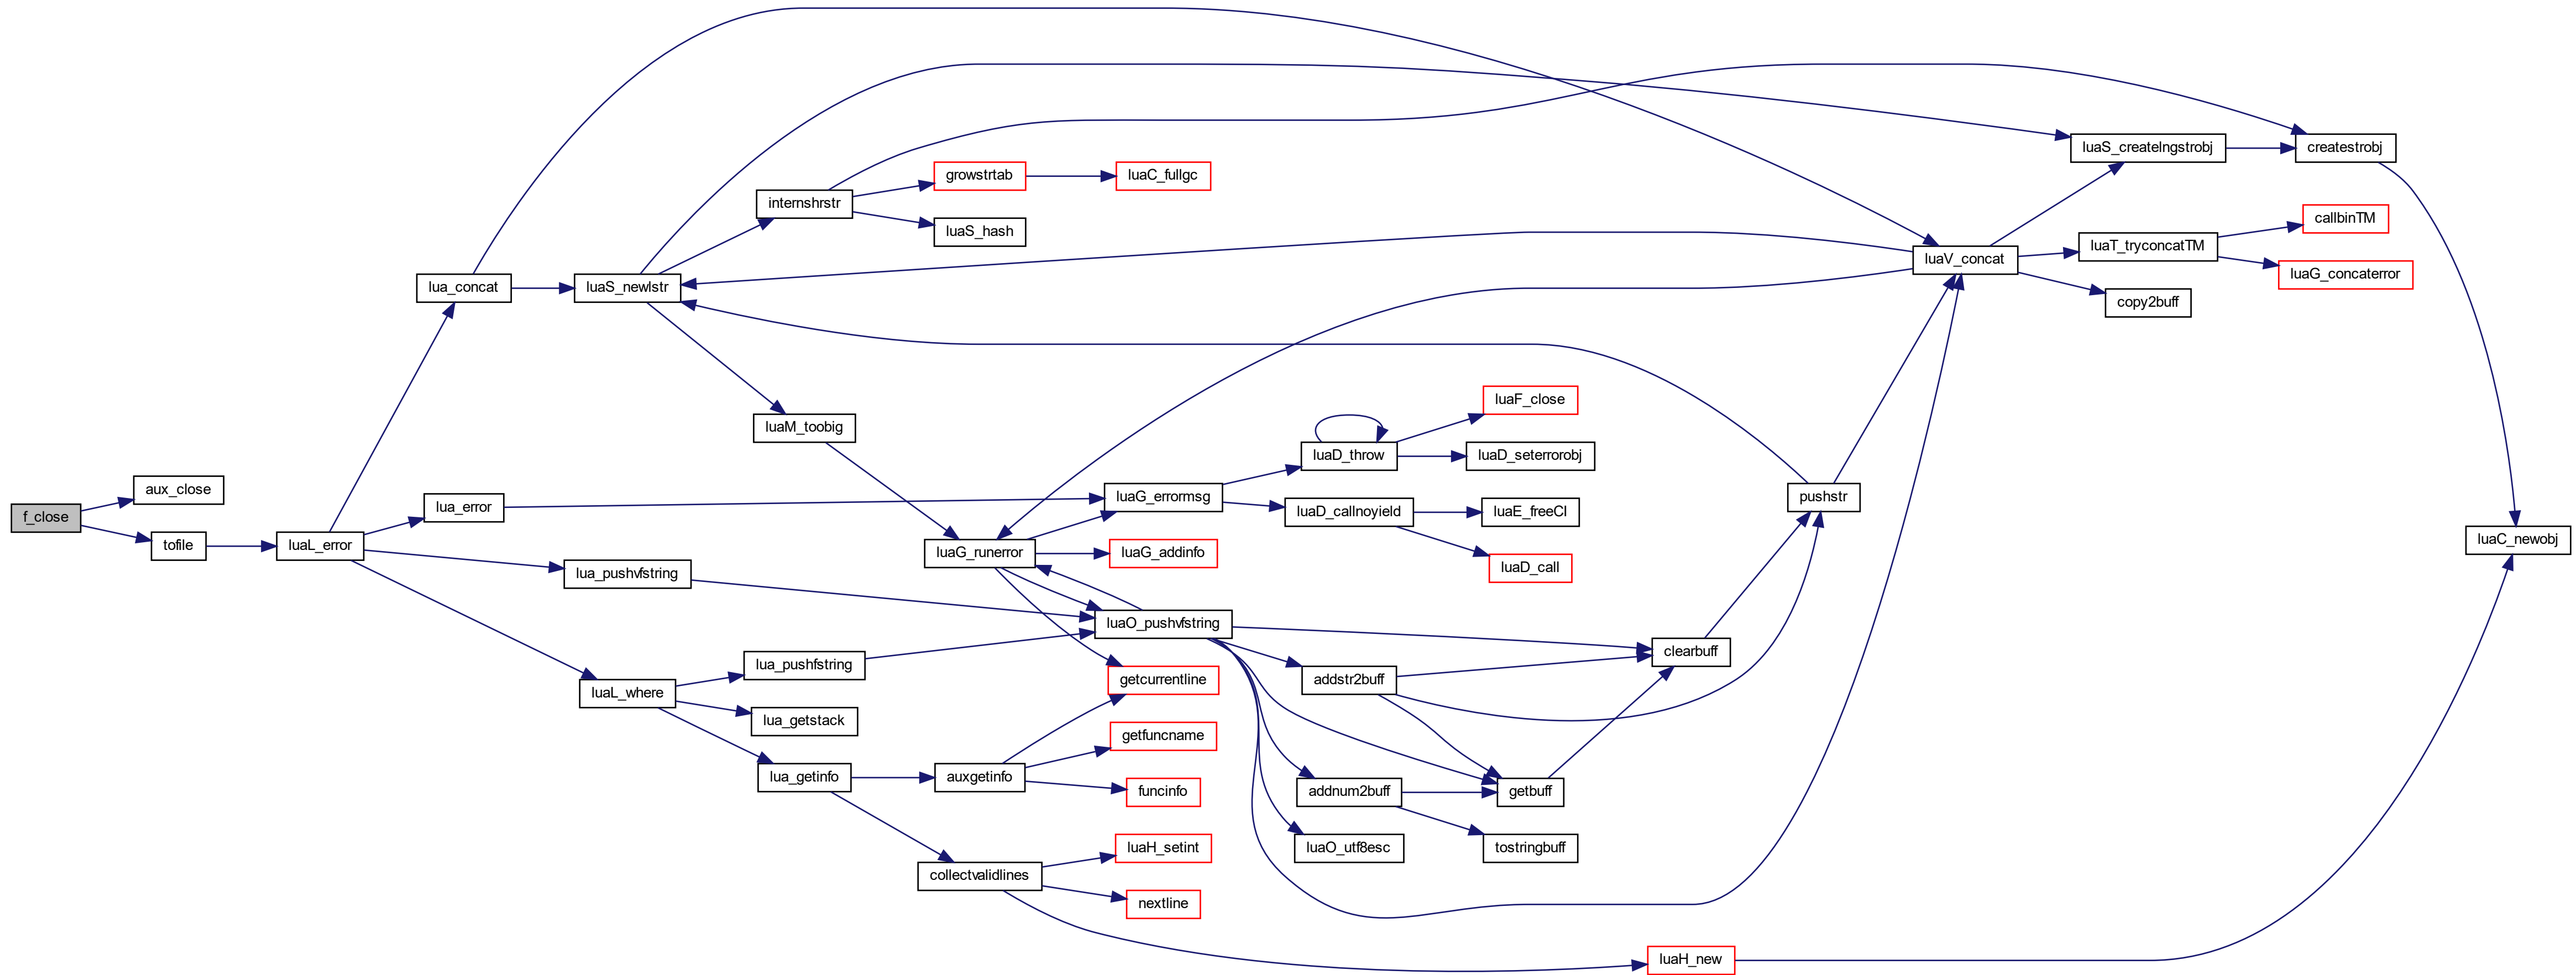 f_close
aux_close
tofile
luaL_error
lua_concat
lua_error
lua_pushvfstring
luaL_where
luaS_newlstr
internshrstr
growstrtab
luaC_fullgc
luaS_hash
luaM_toobig
luaG_runerror
luaG_errormsg
luaG_addinfo
luaD_throw
luaF_close
luaD_seterrorobj
luaD_callnoyield
luaE_freeCI
luaD_call
luaO_pushvfstring
lua_pushfstring
lua_getstack
lua_getinfo
getcurrentline
auxgetinfo
getfuncname
funcinfo
collectvalidlines
luaH_setint
nextline
luaH_new
addstr2buff
addnum2buff
luaO_utf8esc
getbuff
tostringbuff
clearbuff
pushstr
luaV_concat
luaS_createlngstrobj
createstrobj
luaT_tryconcatTM
callbinTM
luaG_concaterror
copy2buff
luaC_newobj